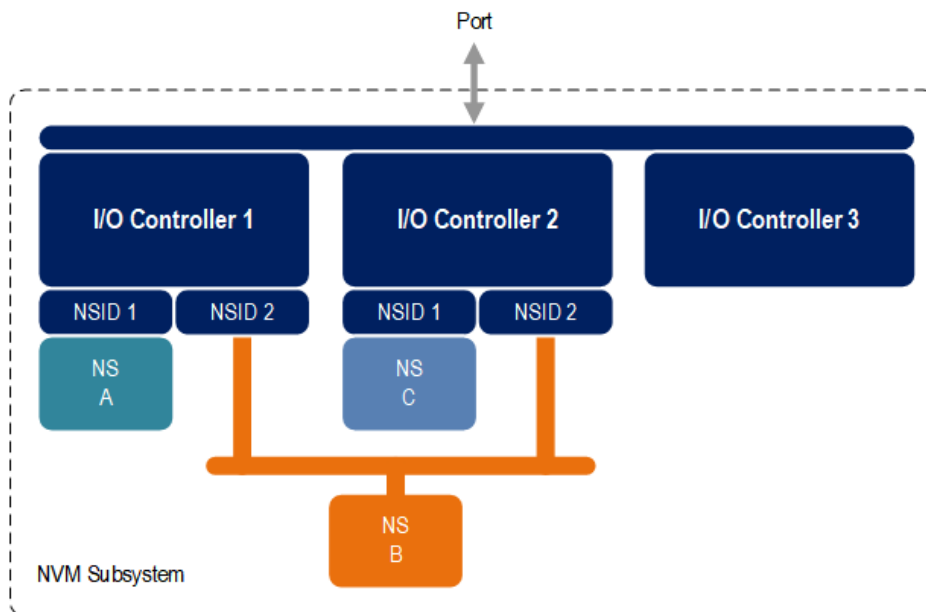 Port
I/O Controller 1
I/O Controller 2
I/O Controller 3
NSID 1
NSID 2
NSID 1
NSID 2
NS
A
NS
C
NS
B
NVM Subsystem